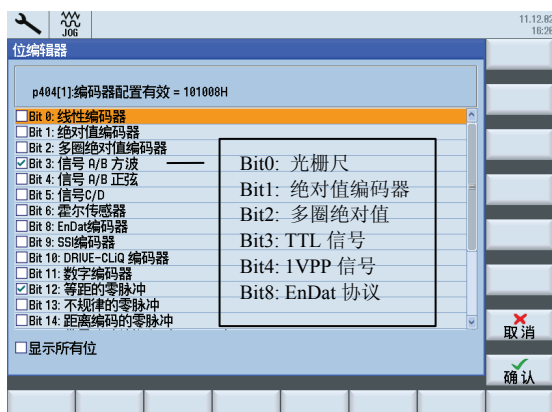 JOG
11.12.02
16:26
位编辑器
p404[1]:编码器配置有效 = 101008H
Bit 0: 线性编码器
Bit 1: 绝对值编码器
Bit 2: 多圈绝对值编码器
Bit 3: 信号 A/B 方波
Bit 4: 信号 A/B 正弦
Bit 5: 信号C/D
Bit 6: 霍尔传感器
Bit 8: EnDat编码器
Bit 9: SSI编码器
Bit 10: DRIVE-CLiQ 编码器
Bit 11: 数字编码器
Bit 12: 等距的零脉冲
Bit 13: 不规律的零脉冲
Bit 14: 距离编码的零脉冲
Bit0: 光栅尺
Bit1: 绝对值编码器
Bit2: 多圈绝对值
Bit3: TTL 信号
Bit4: 1VPP 信号
Bit8: EnDat 协议
显示所有位
取消
确认